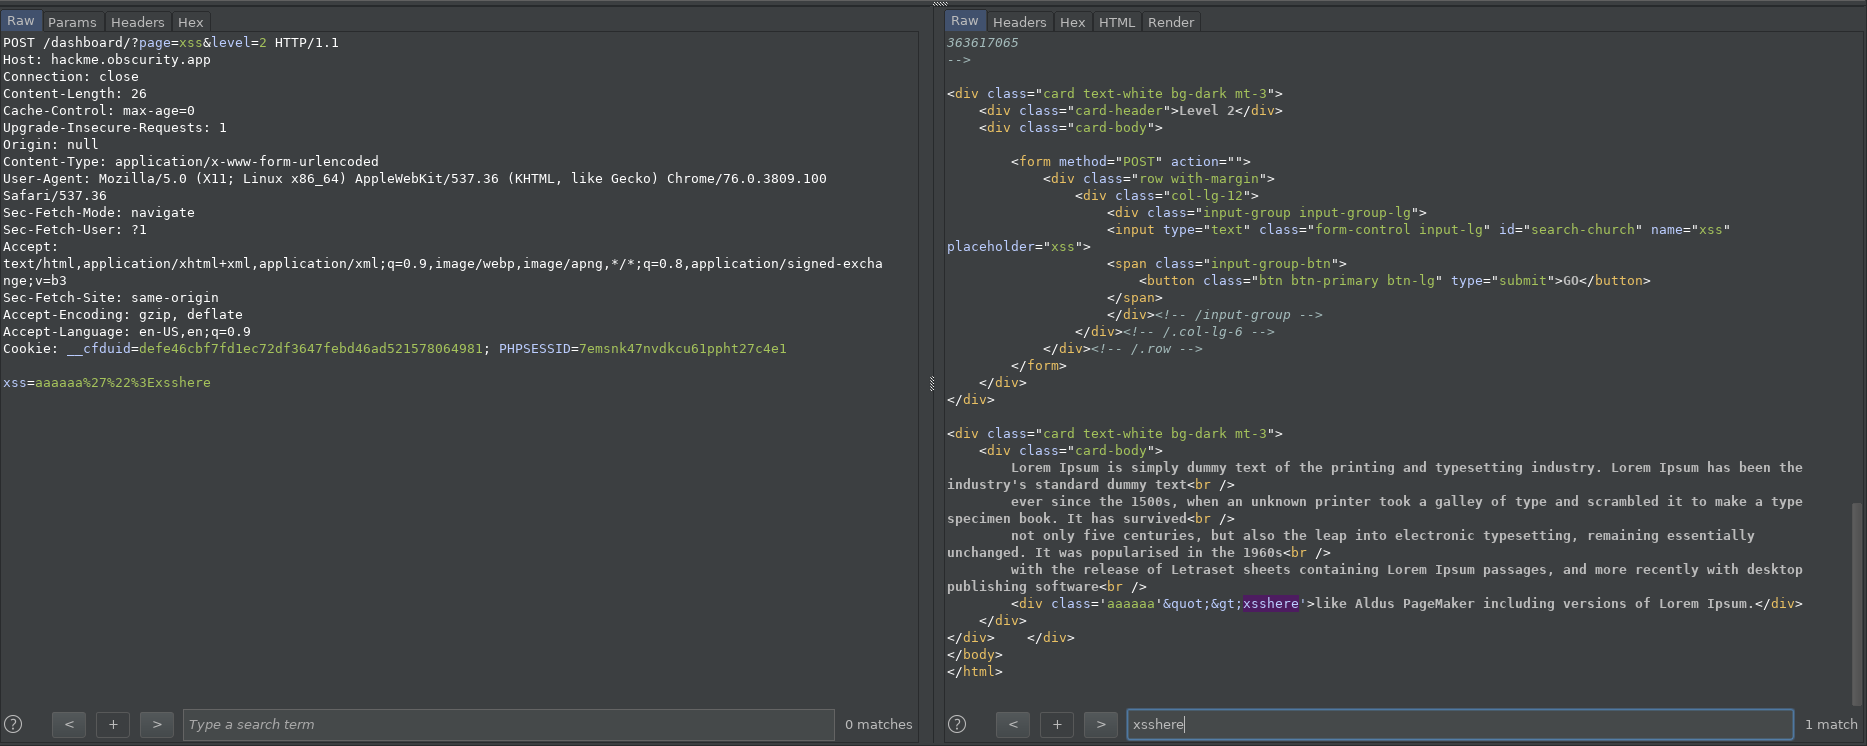 Raw Params Headers Hex
POST /dashboard/?page=xss&level=2 HTTP/1.1
Host: hackme.obscurity.app
Connection: close
Content-Length: 26
Cache-Control: max-age=0
Upgrade-Insecure-Requests: 1
Origin: null
Content-Type: application/x-www-form-urlencoded
User-Agent: Mozilla/5.0 (X11; Linux x86_64) AppleWebKit/537.36 (KHTML, like Gecko) Chrome/76.0.3809.100
Safari/537.36
Sec-Fetch-Mode: navigate
Sec-Fetch-User: ?1
Accept:
text/html,application/xhtml+xml,application/xml;q=0.9,image/webp,image/apng,*/*;q=0.8,application/signed-excha
nge;v=b3
Sec-Fetch-Site: same-origin
Accept-Encoding: gzip, deflate
Accept-Language: en-US,en;q=0.9
Cookie: __cfduid=defe46cbf7fd1ec72df3647febd46ad521578064981; PHPSESSID=7emsnk47nvdkcu61ppht27c4e1
xss=aaaaaa%27%22%3Exsshere
? < + > Type a search term 0 matches
Raw Headers Hex HTML Render
363617065
-->
<div class="card text-white bg-dark mt-3">
<div class="card-header">Level 2</div>
<div class="card-body">
<form method="POST" action="">
<div class="row with-margin">
<div class="col-lg-12">
<div class="input-group input-group-lg">
<input type="text" class="form-control input-lg" id="search-church" name="xss"
placeholder="xss">
<span class="input-group-btn">
<button class="btn btn-primary btn-lg" type="submit">GO</button>
</span>
</div><!-- /input-group -->
</div><!-- /.col-lg-6 -->
</div><!-- /.row -->
</form>
</div>
</div>
<div class="card text-white bg-dark mt-3">
<div class="card-body">
Lorem Ipsum is simply dummy text of the printing and typesetting industry. Lorem Ipsum has been the
industry's standard dummy text<br />
ever since the 1500s, when an unknown printer took a galley of type and scrambled it to make a type
specimen book. It has survived<br />
not only five centuries, but also the leap into electronic typesetting, remaining essentially
unchanged. It was popularised in the 1960s<br />
with the release of Letraset sheets containing Lorem Ipsum passages, and more recently with desktop
publishing software<br />
<div class='aaaaaa'&quot;&gt;xsshere'>like Aldus PageMaker including versions of Lorem Ipsum.</div>
</div>
</div> </div>
</body>
</html>
? < + > xsshere 1 match